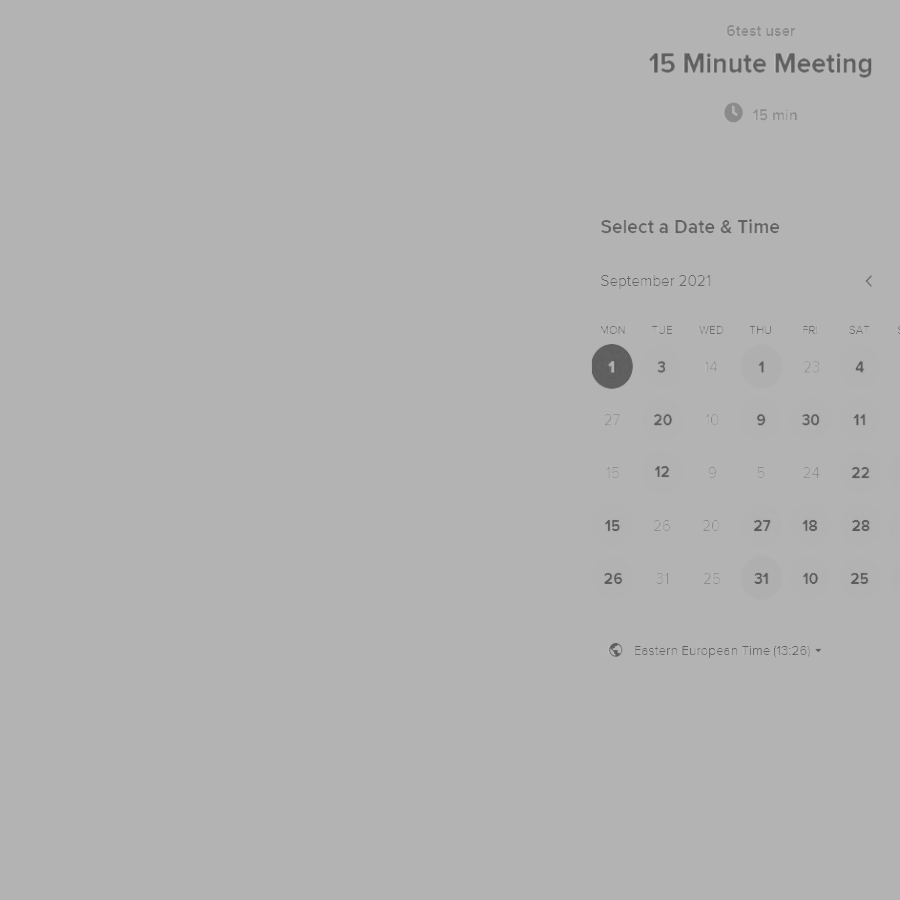 6test user
15 Minute Meeting
15 min
Select a Date & Time
September 2021
MON TUE WED THU FRI SAT
1 3 14 1 23 4
27 20 10 9 30 11
15 12 9 5 24 22
15 26 20 27 18 28
26 31 25 31 10 25
Eastern European Time (13:26)